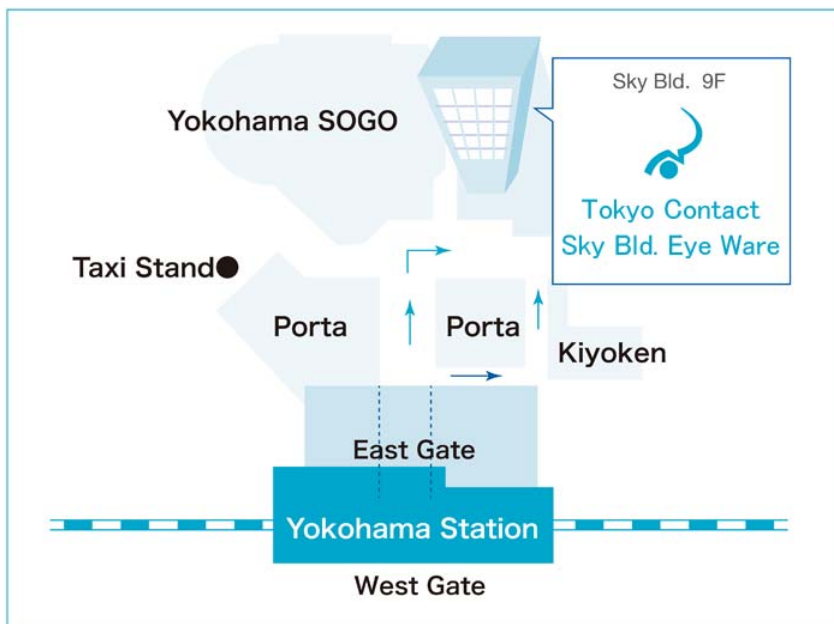 Sky Bld. 9F
Yokohama SOGO
Tokyo Contact
Sky Bld. Eye Ware
Taxi Stand
Porta
Porta
Kiyoken
East Gate
Yokohama Station
West Gate